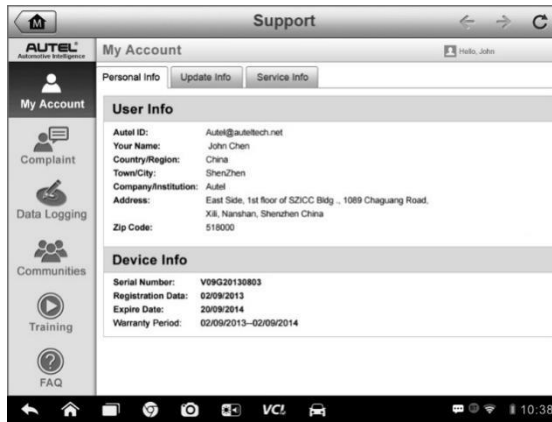 M
Support
AUTEL
Automotive Intelligence
My Account
Hello, John
Personal Info
Update Info
Service Info
My Account
Complaint
Data Logging
Communities
Training
FAQ
User Info
Autel ID: Autel@auteltech.net
Your Name: John Chen
Country/Region: China
Town/City: ShenZhen
Company/Institution: Autel
Address: East Side, 1st floor of SZICC Bldg ., 1089 Chaguang Road,
Xili, Nanshan, Shenzhen China
Zip Code: 518000
Device Info
Serial Number: V09G20130803
Registration Data: 02/09/2013
Expire Date: 20/09/2014
Warranty Period: 02/09/2013--02/09/2014
VCI
10:38